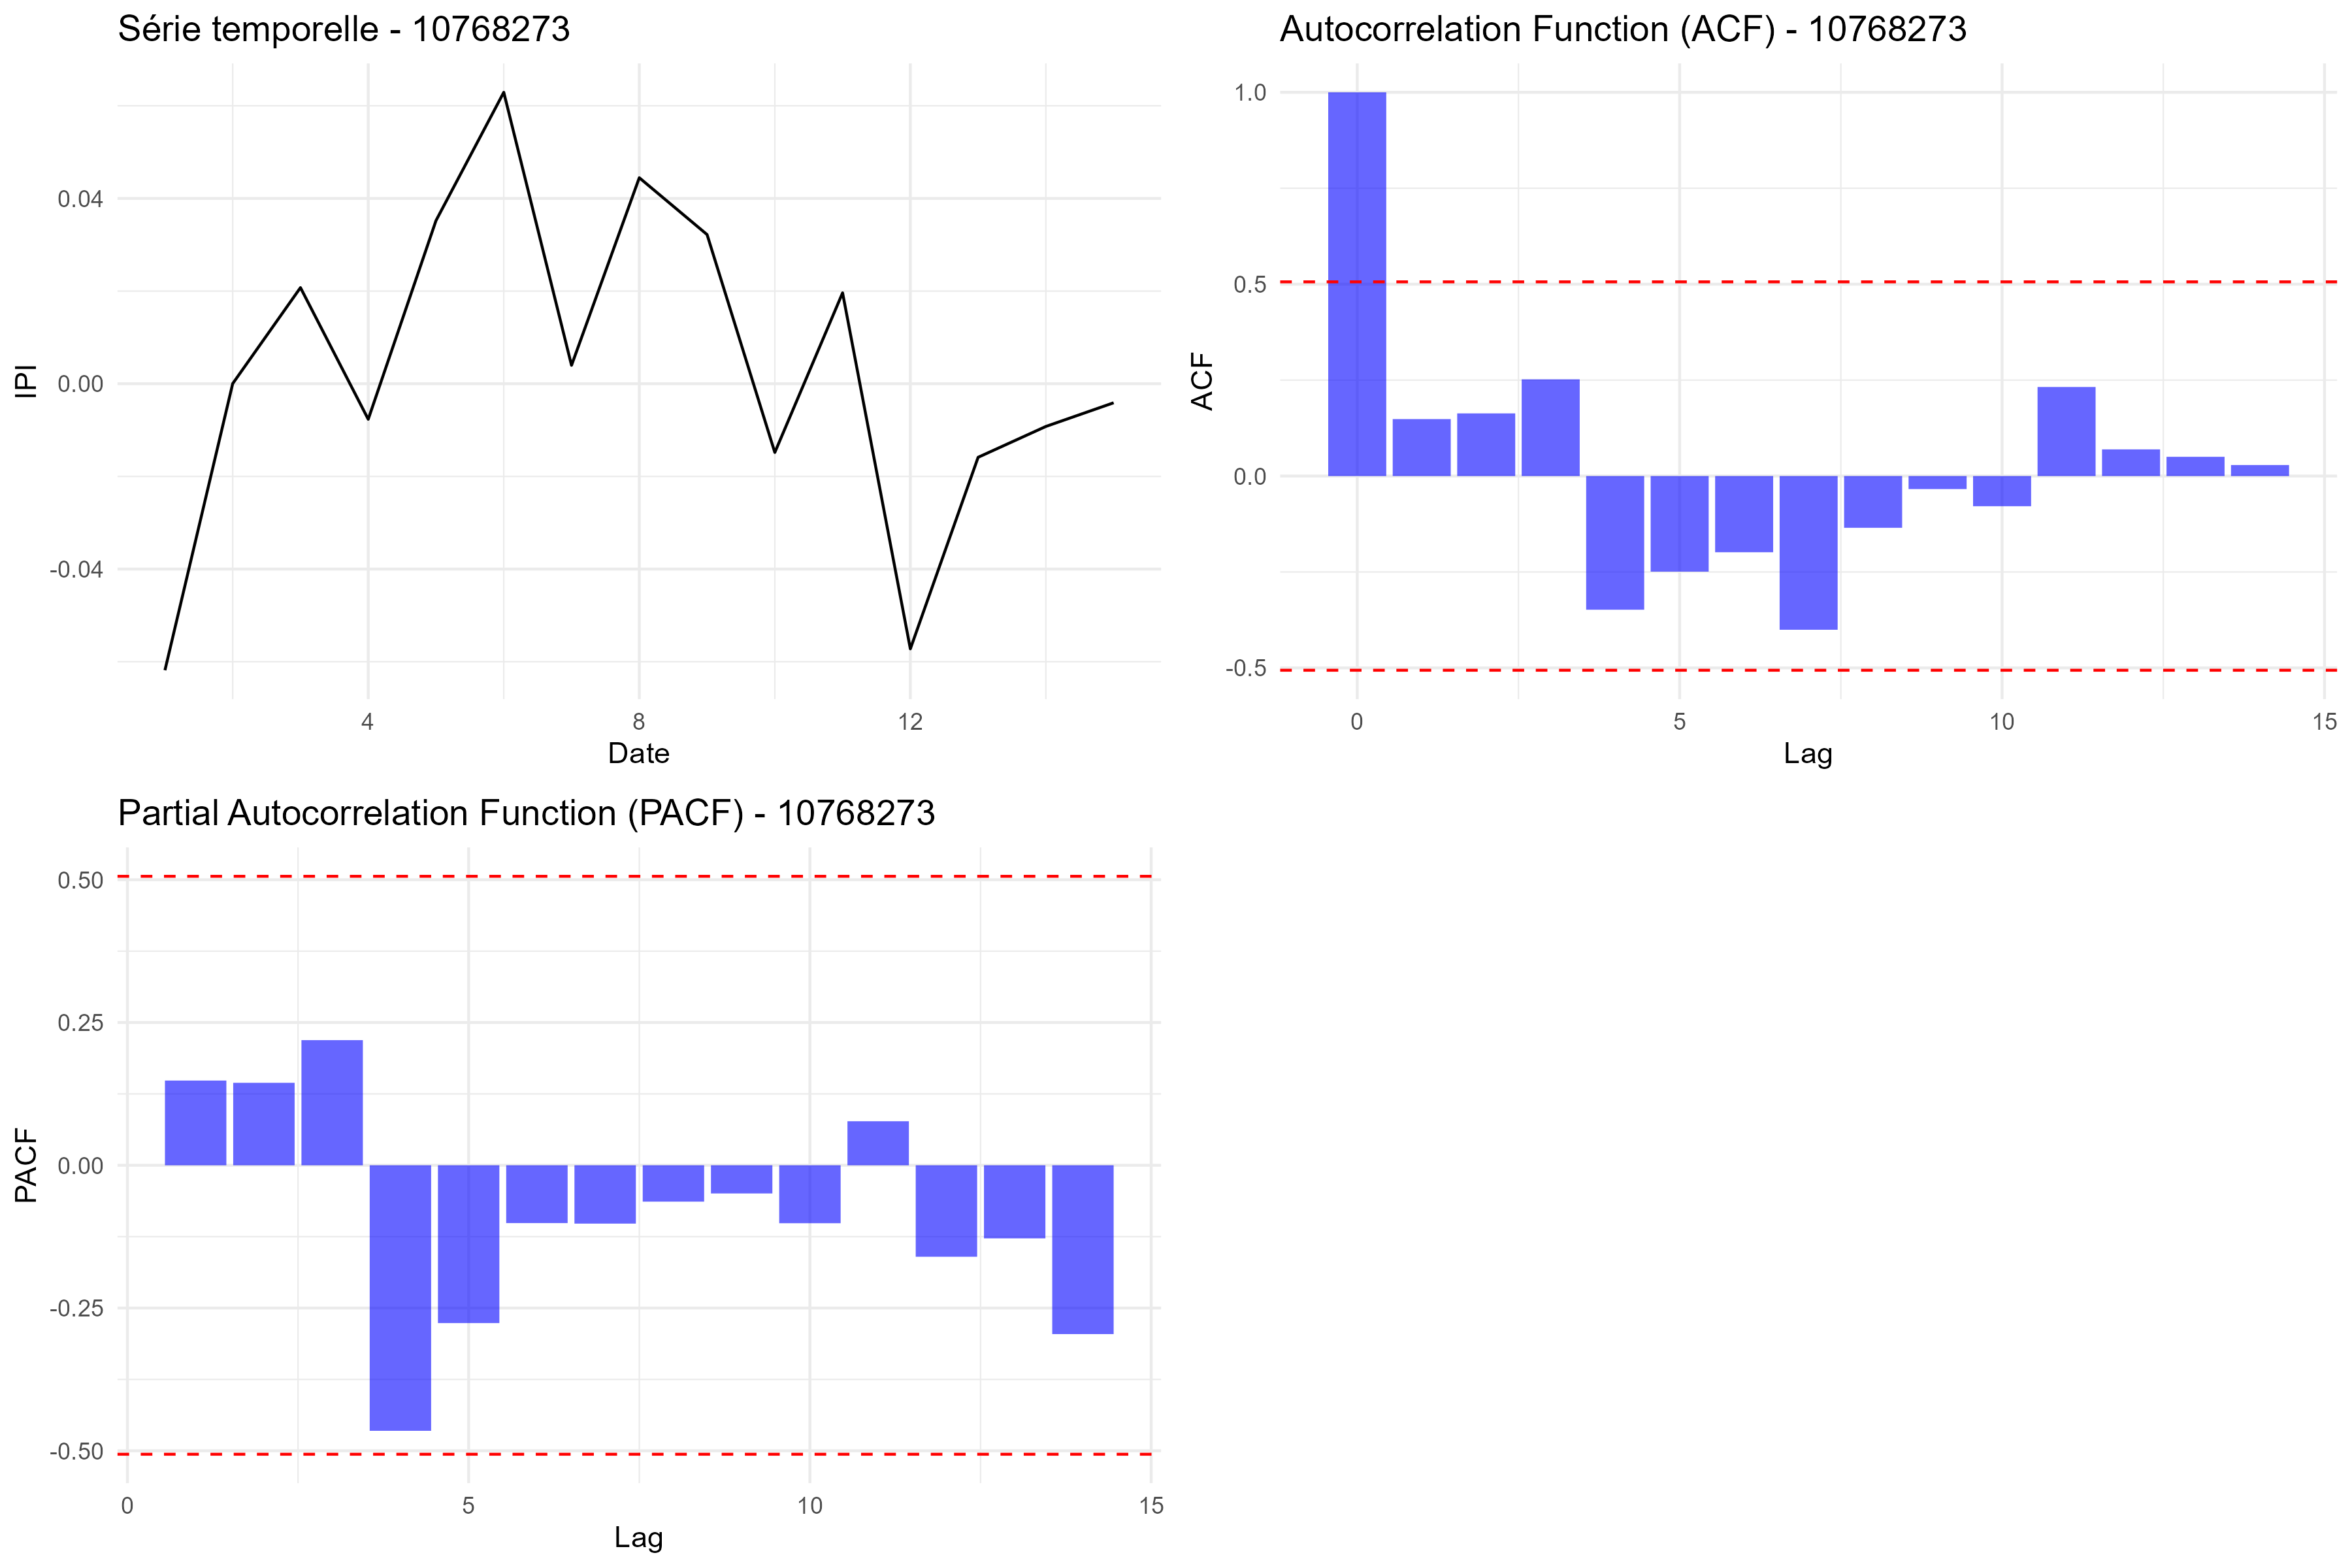 Série temporelle - 10768273
IPI
0.04
0.00
-0.04
4
8
12
Date
Autocorrelation Function (ACF) - 10768273
ACF
1.0
0.5
0.0
-0.5
0
5
10
15
Lag
Partial Autocorrelation Function (PACF) - 10768273
PACF
0.50
0.25
0.00
-0.25
-0.50
0
5
10
15
Lag